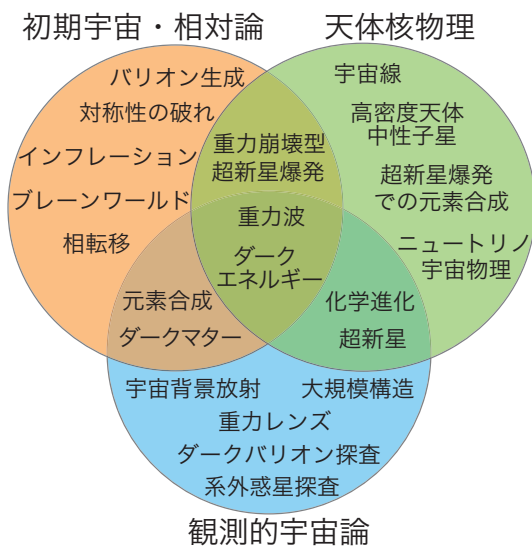 初期宇宙・相対論
天体核物理
バリオン生成
対称性の破れ
インフレーション
ブレーンワールド
相転移
重力崩壊型
超新星爆発
宇宙線
高密度天体
中性子星
超新星爆発
での元素合成
ニュートリノ
宇宙物理
重力波
ダーク
エネルギー
元素合成
ダークマター
化学進化
超新星
宇宙背景放射
大規模構造
重力レンズ
ダークバリオン探査
系外惑星探査
観測的宇宙論